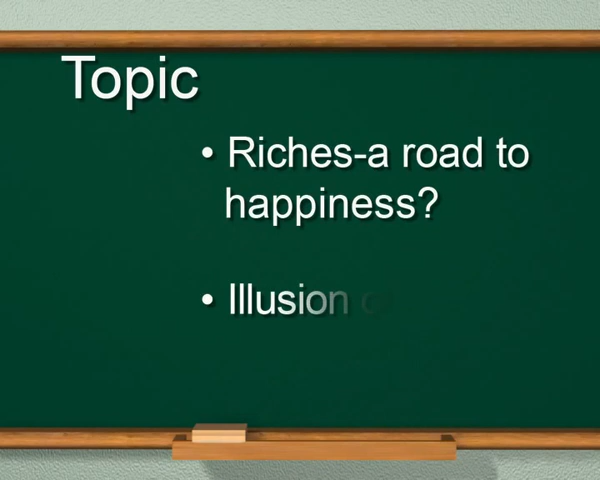 Topic
• Riches-a road to
happiness?
• Illusion